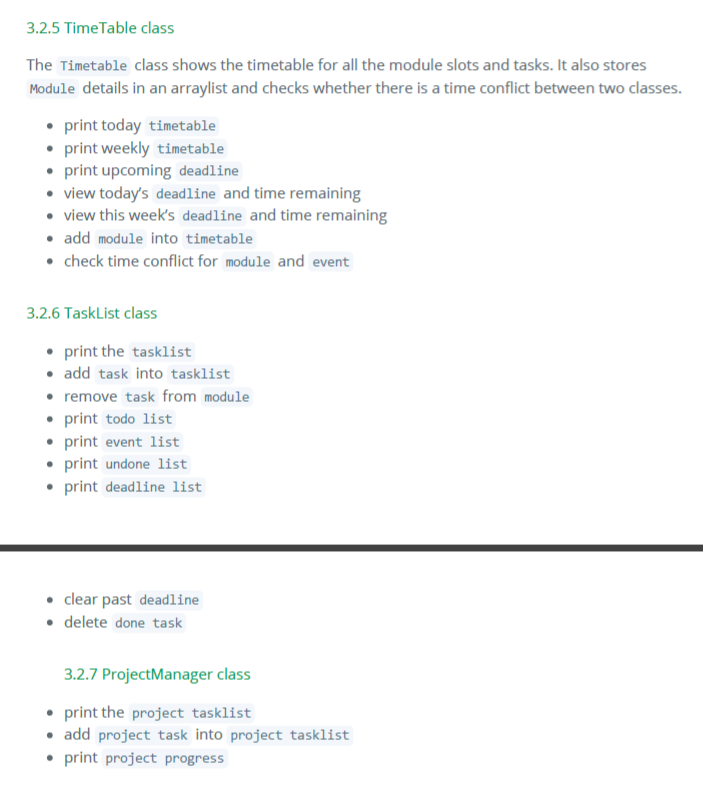 3.2.5 TimeTable class
The Timetable class shows the timetable for all the module slots and tasks. It also stores
Module details in an arraylist and checks whether there is a time conflict between two classes.
• print today timetable
• print weekly timetable
• print upcoming deadline
• view today's deadline and time remaining
• view this week's deadline and time remaining
• add module into timetable
• check time conflict for module and event
3.2.6 TaskList class
• print the tasklist
• add task into tasklist
• remove task from module
• print todo list
• print event list
• print undone list
• print deadline list
• clear past deadline
• delete done task
3.2.7 ProjectManager class
• print the project tasklist
• add project task into project tasklist
• print project progress